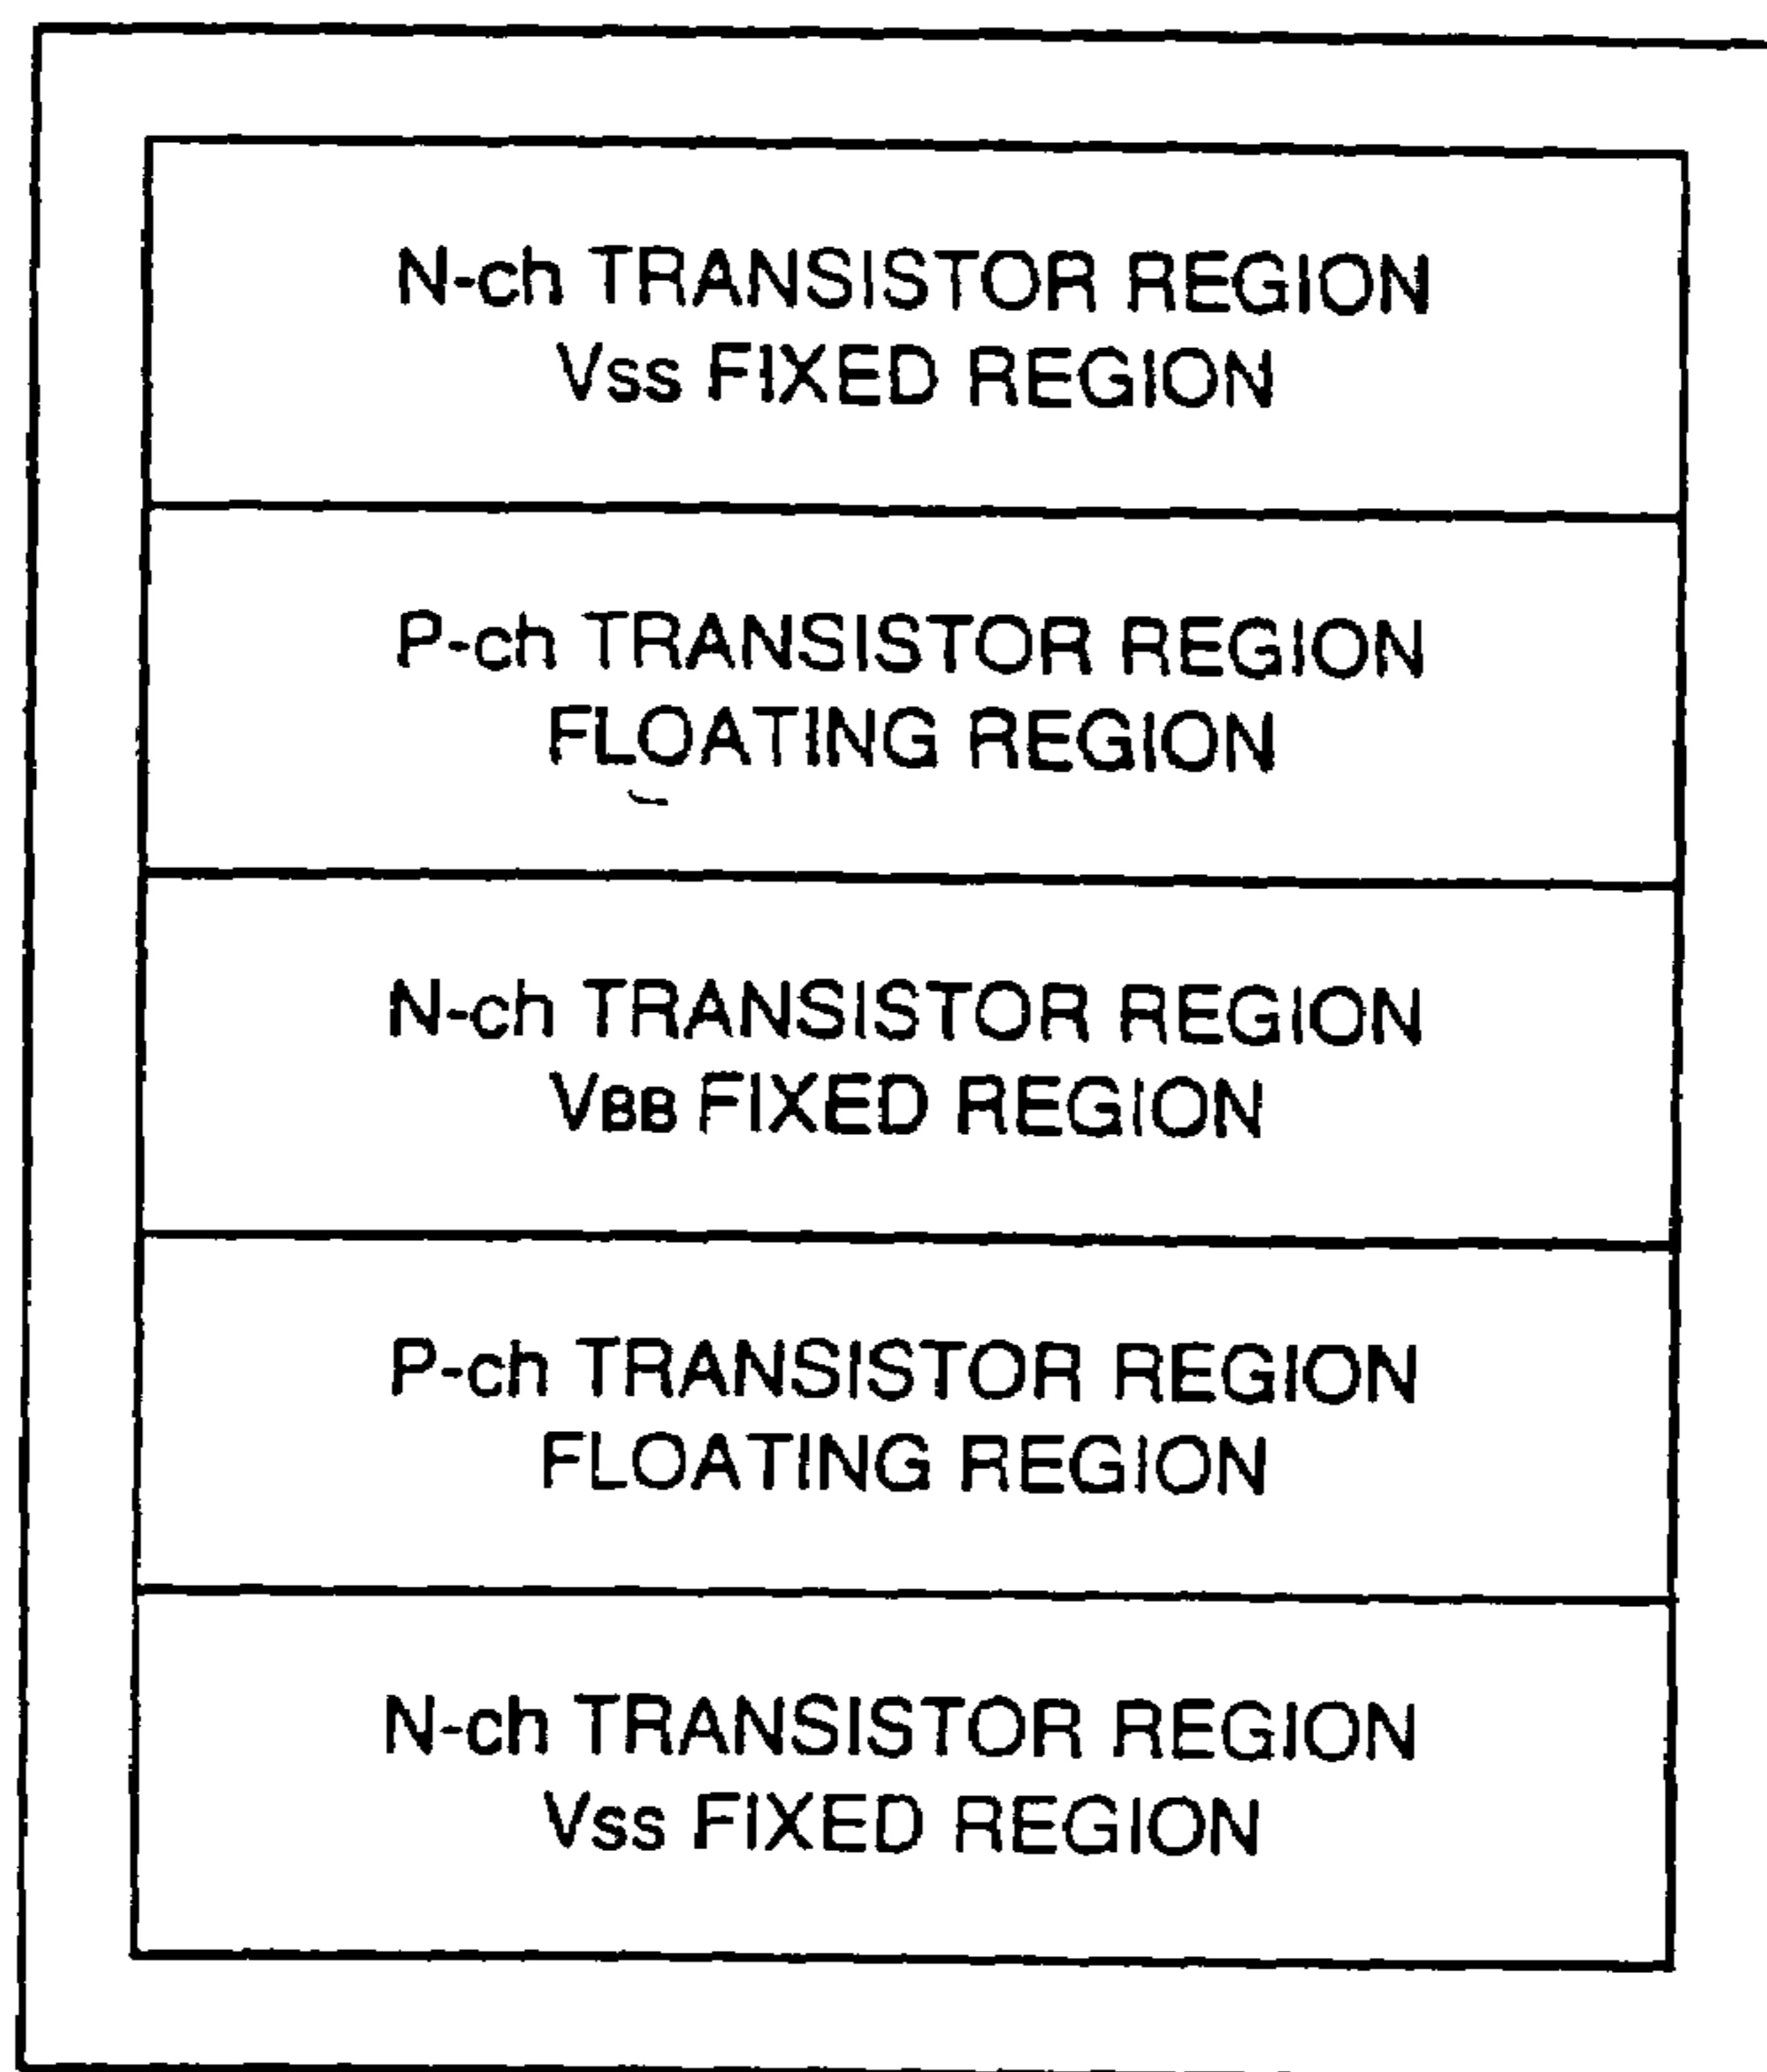 N-ch TRANSISTOR REGION
Vss FIXED REGION
P-ch TRANSISTOR REGION
FLOATING REGION
N-ch TRANSISTOR REGION
VBB FIXED REGION
P-ch TRANSISTOR REGION
FLOATING REGION
N-ch TRANSISTOR REGION
Vss FIXED REGION